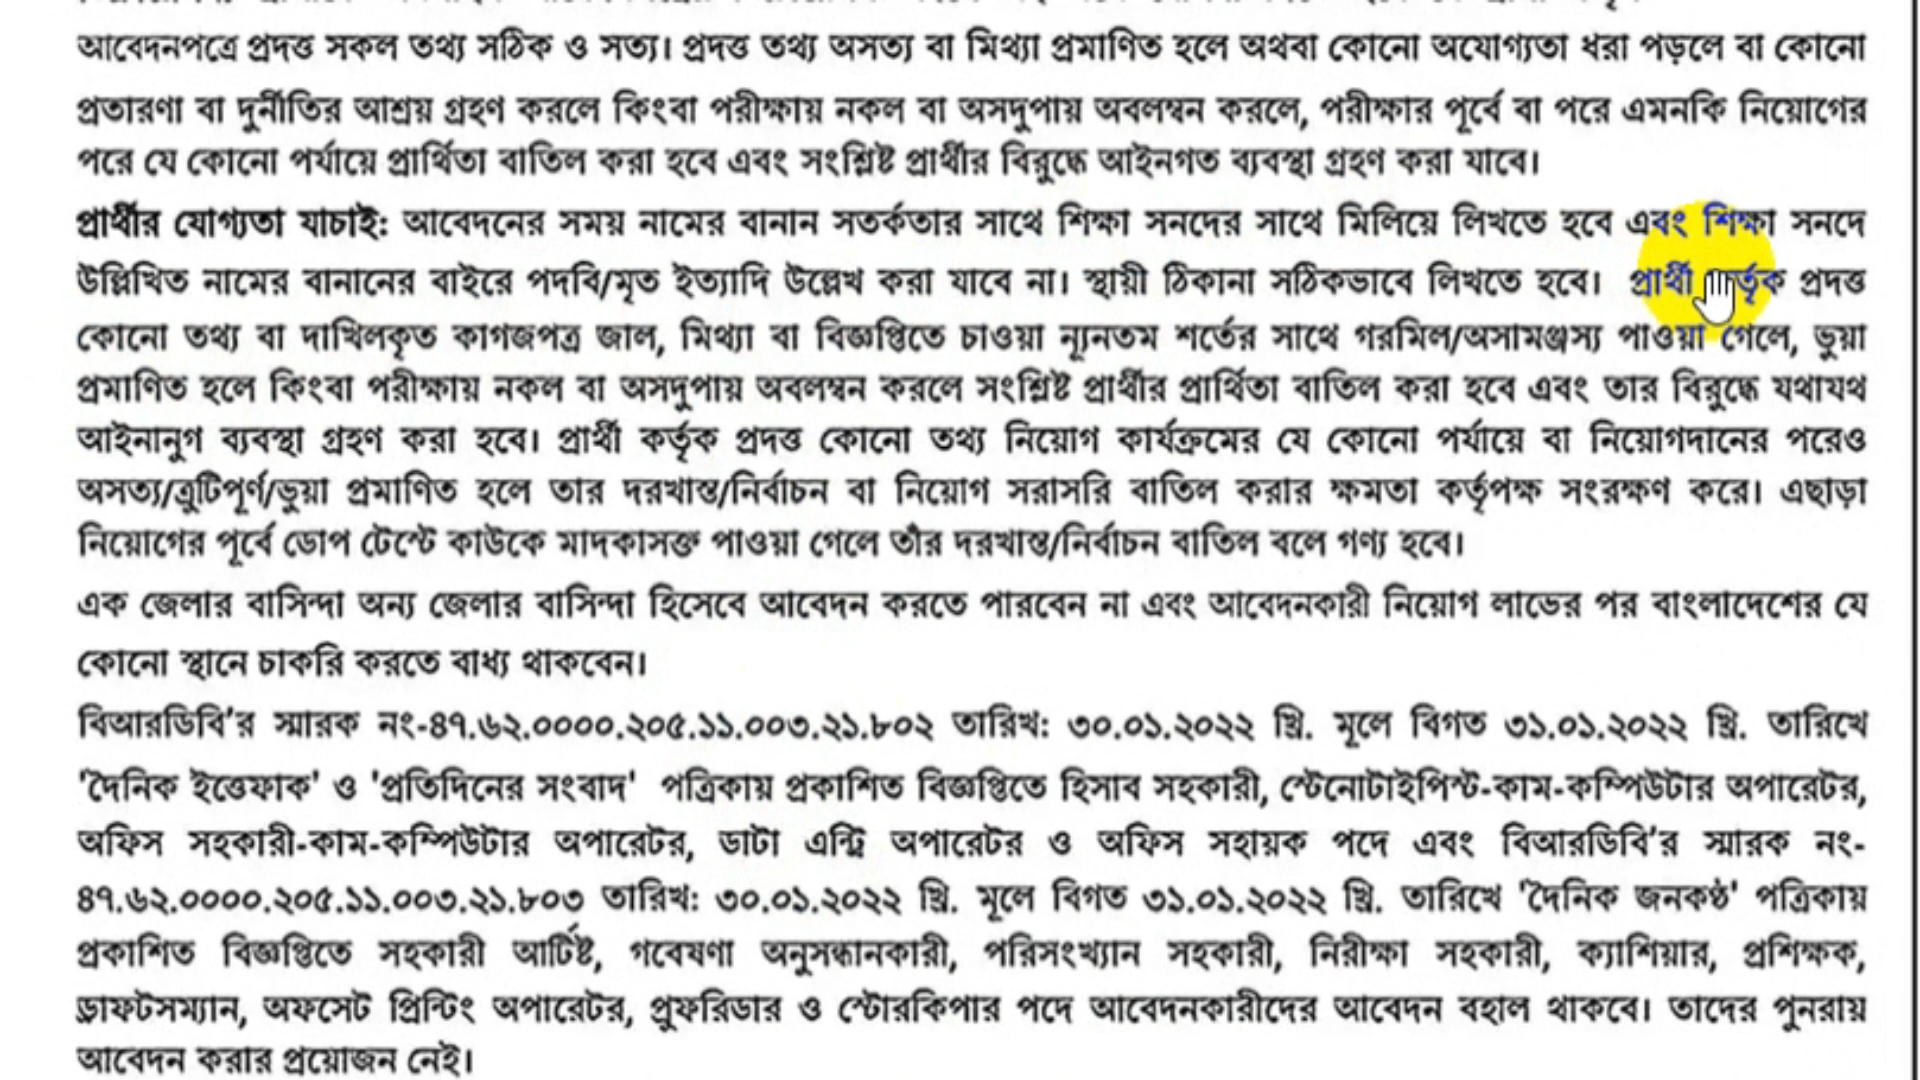 আবেদনপত্রে প্রদত্ত সকল তথ্য সঠিক ও সত্য। প্রদত্ত তথ্য অসত্য বা মিথ্যা প্রমাণিত হলে অথবা কোনো অযোগ্যতা ধরা পড়লে বা কোনো
প্রতারণা বা দুর্নীতির আশ্রয় গ্রহণ করলে কিংবা পরীক্ষায় নকল বা অসদুপায় অবলম্বন করলে, পরীক্ষার পূর্বে বা পরে এমনকি নিয়োগের
পরে যে কোনো পর্যায়ে প্রার্থিতা বাতিল করা হবে এবং সংশ্লিষ্ট প্রার্থীর বিরুদ্ধে আইনগত ব্যবস্থা গ্রহণ করা যাবে।
প্রার্থীর যোগ্যতা যাচাই: আবেদনের সময় নামের বানান সতর্কতার সাথে শিক্ষা সনদের সাথে মিলিয়ে লিখতে হবে এবং শিক্ষা সনদে
উল্লিখিত নামের বানানের বাইরে পদবি/মৃত ইত্যাদি উল্লেখ করা যাবে না। স্থায়ী ঠিকানা সঠিকভাবে লিখতে হবে। প্রার্থী কর্তৃক প্রদত্ত
কোনো তথ্য বা দাখিলকৃত কাগজপত্র জাল, মিথ্যা বা বিজ্ঞপ্তিতে চাওয়া ন্যূনতম শর্তের সাথে গরমিল/অসামঞ্জস্য পাওয়া গেলে, ভুয়া
প্রমাণিত হলে কিংবা পরীক্ষায় নকল বা অসদুপায় অবলম্বন করলে সংশ্লিষ্ট প্রার্থীর প্রার্থিতা বাতিল করা হবে এবং তার বিরুদ্ধে যথাযথ
আইনানুগ ব্যবস্থা গ্রহণ করা হবে। প্রার্থী কর্তৃক প্রদত্ত কোনো তথ্য নিয়োগ কার্যক্রমের যে কোনো পর্যায়ে বা নিয়োগদানের পরেও
অসত্য/ত্রুটিপূর্ণ/ভুয়া প্রমাণিত হলে তার দরখাস্ত/নির্বাচন বা নিয়োগ সরাসরি বাতিল করার ক্ষমতা কর্তৃপক্ষ সংরক্ষণ করে। এছাড়া
নিয়োগের পূর্বে ডোপ টেস্টে কাউকে মাদকাসক্ত পাওয়া গেলে তাঁর দরখাস্ত/নির্বাচন বাতিল বলে গণ্য হবে।
এক জেলার বাসিন্দা অন্য জেলার বাসিন্দা হিসেবে আবেদন করতে পারবেন না এবং আবেদনকারী নিয়োগ লাভের পর বাংলাদেশের যে
কোনো স্থানে চাকরি করতে বাধ্য থাকবেন।
বিআরডিবি'র স্মারক নং-৪৭.৬২.০০০০.২০৫.১১.০০৩.২১.৮০২ তারিখ: ৩০.০১.২০২২ খ্রি. মূলে বিগত ৩১.০১.২০২২ খ্রি. তারিখে
'দৈনিক ইত্তেফাক' ও 'প্রতিদিনের সংবাদ' পত্রিকায় প্রকাশিত বিজ্ঞপ্তিতে হিসাব সহকারী, স্টেনোটাইপিস্ট-কাম-কম্পিউটার অপারেটর,
অফিস সহকারী-কাম-কম্পিউটার অপারেটর, ডাটা এন্ট্রি অপারেটর ও অফিস সহায়ক পদে এবং বিআরডিবি'র স্মারক নং-
৪৭.৬২.০০০০.২০৫.১১.০০৩.২১.৮০৩ তারিখ: ৩০.০১.২০২২ খ্রি. মূলে বিগত ৩১.০১.২০২২ খ্রি. তারিখে 'দৈনিক জনকণ্ঠ' পত্রিকায়
প্রকাশিত বিজ্ঞপ্তিতে সহকারী আর্টিষ্ট, গবেষণা অনুসন্ধানকারী, পরিসংখ্যান সহকারী, নিরীক্ষা সহকারী, ক্যাশিয়ার, প্রশিক্ষক,
ড্রাফটসম্যান, অফসেট প্রিন্টিং অপারেটর, প্রুফরিডার ও স্টোরকিপার পদে আবেদনকারীদের আবেদন বহাল থাকবে। তাদের পুনরায়
আবেদন করার প্রয়োজন নেই।